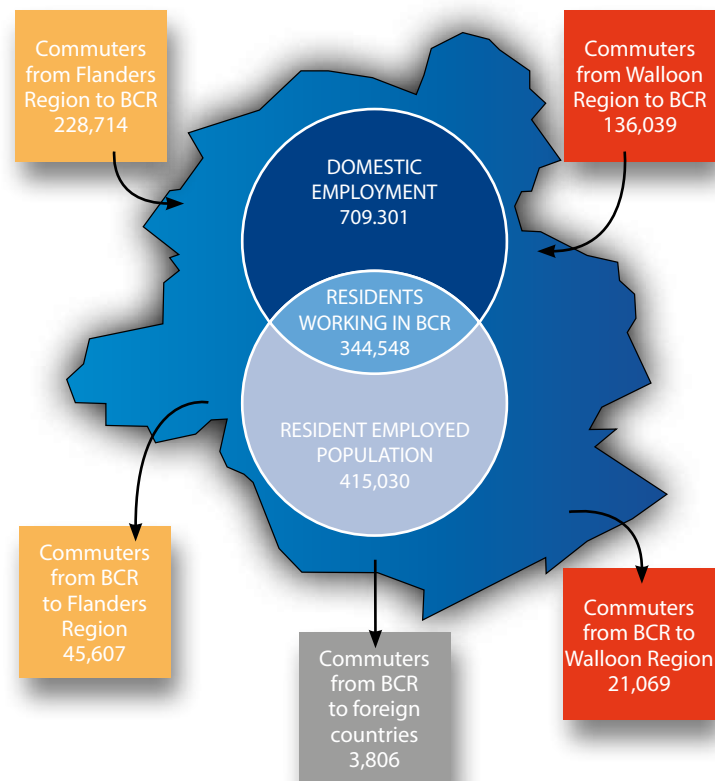 Commuters
from Flanders
Region to BCR
228,714
Commuters
from Walloon
Region to BCR
136,039
DOMESTIC
EMPLOYMENT
709.301
RESIDENTS
WORKING IN BCR
344,548
RESIDENT EMPLOYED
POPULATION
415,030
Commuters
from BCR
to Flanders
Region
45,607
Commuters
from BCR
to foreign
countries
3,806
Commuters
from BCR to
Walloon Region
21,069